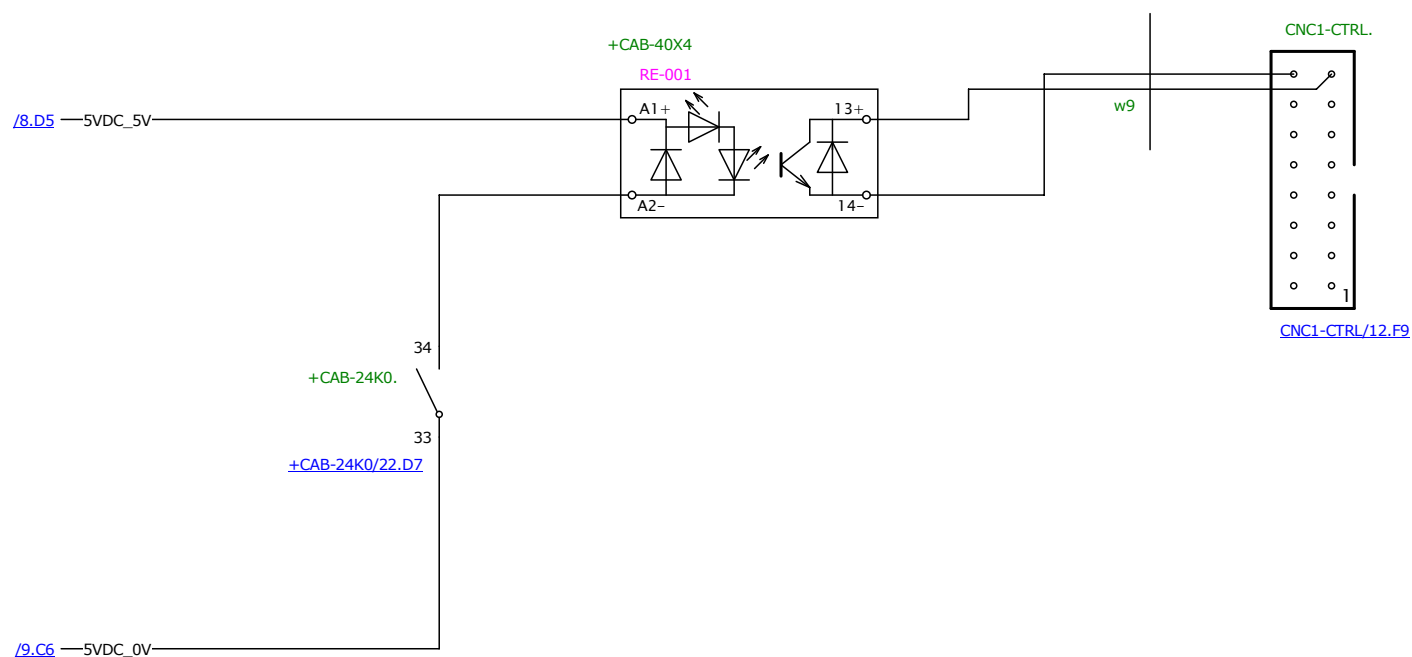 CNC1-CTRL.
+CAB-40X4
RE-001
w9
/8.D5
5VDC_5V
A1+
13+
A2-
14-
1
CNC1-CTRL/12.F9
34
+CAB-24K0.
33
+CAB-24K0/22.D7
/9.C6
5VDC_0V